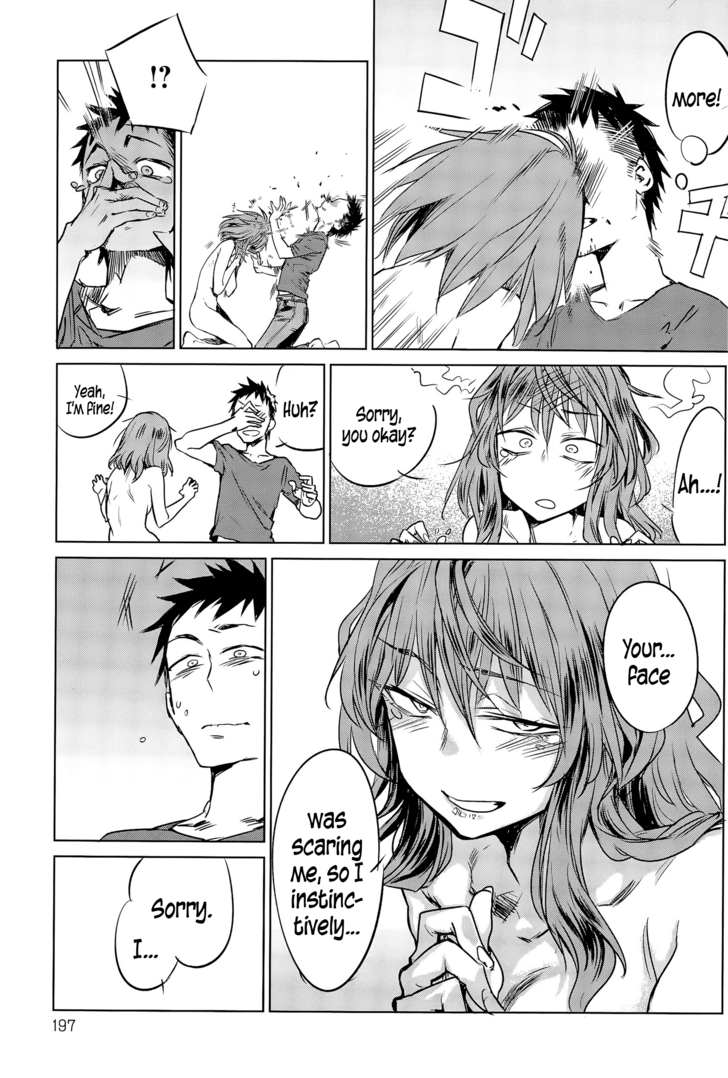 more!
ゴッ
!?
Ah...!
Sorry,
you okay?
Huh?
Yeah,
I'm fine!
Your...
face
was
scaring
me, so I
instinc-
tively...
Sorry.
I...
197